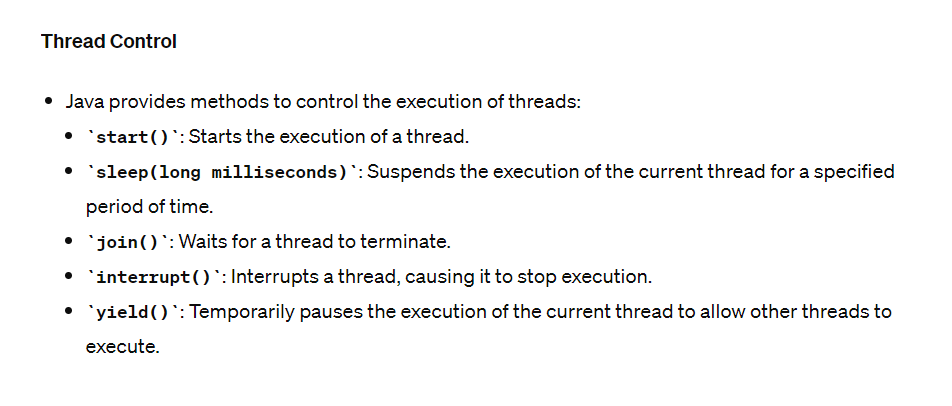 Thread Control
• Java provides methods to control the execution of threads:
• `start()`: Starts the execution of a thread.
• `sleep(long milliseconds)`: Suspends the execution of the current thread for a specified
period of time.
• `join()`: Waits for a thread to terminate.
• `interrupt()`: Interrupts a thread, causing it to stop execution.
• `yield()`: Temporarily pauses the execution of the current thread to allow other threads to
execute.